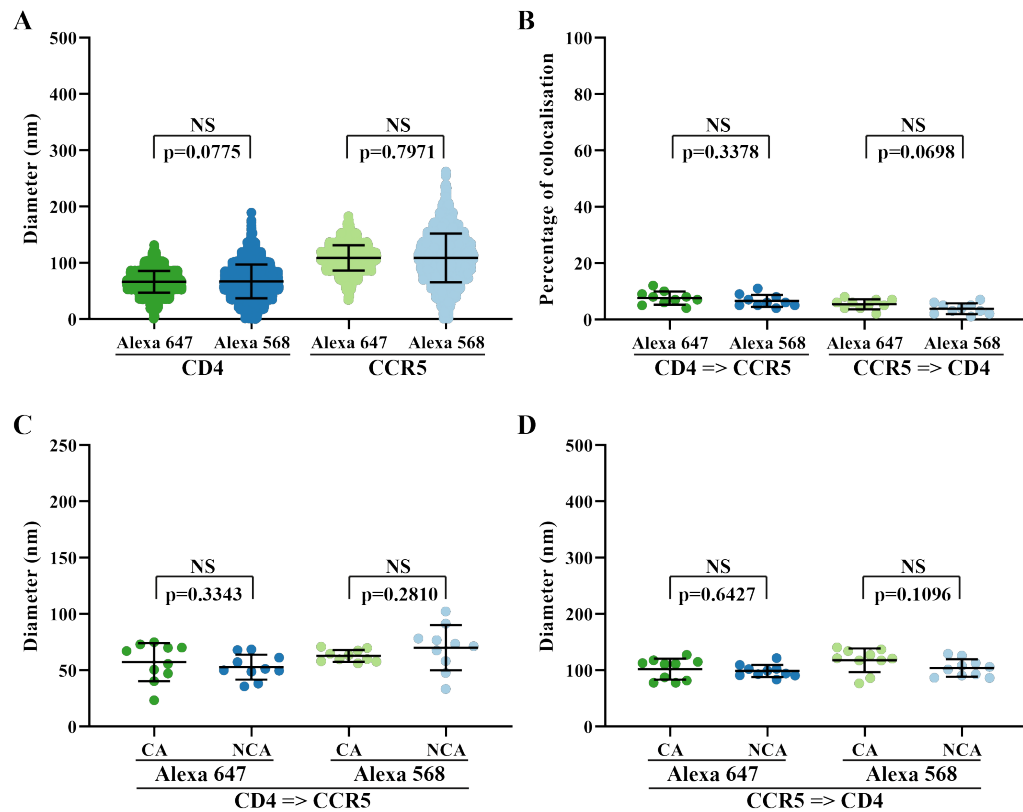 A
Diameter (nm)
500
400
300
200
100
0
NS
p=0.0775
NS
p=0.7971
Alexa 647 Alexa 568 Alexa 647 Alexa 568
CD4 CCR5
B
Percentage of colocalisation
100
80
60
40
20
0
NS
p=0.3378
NS
p=0.0698
Alexa 647 Alexa 568 Alexa 647 Alexa 568
CD4 => CCR5 CCR5 => CD4
C
Diameter (nm)
250
200
150
100
50
0
NS
p=0.3343
NS
p=0.2810
CA NCA CA NCA
Alexa 647 Alexa 568
CD4 => CCR5
D
Diameter (nm)
500
400
300
200
100
0
NS
p=0.6427
NS
p=0.1096
CA NCA CA NCA
Alexa 647 Alexa 568
CCR5 => CD4